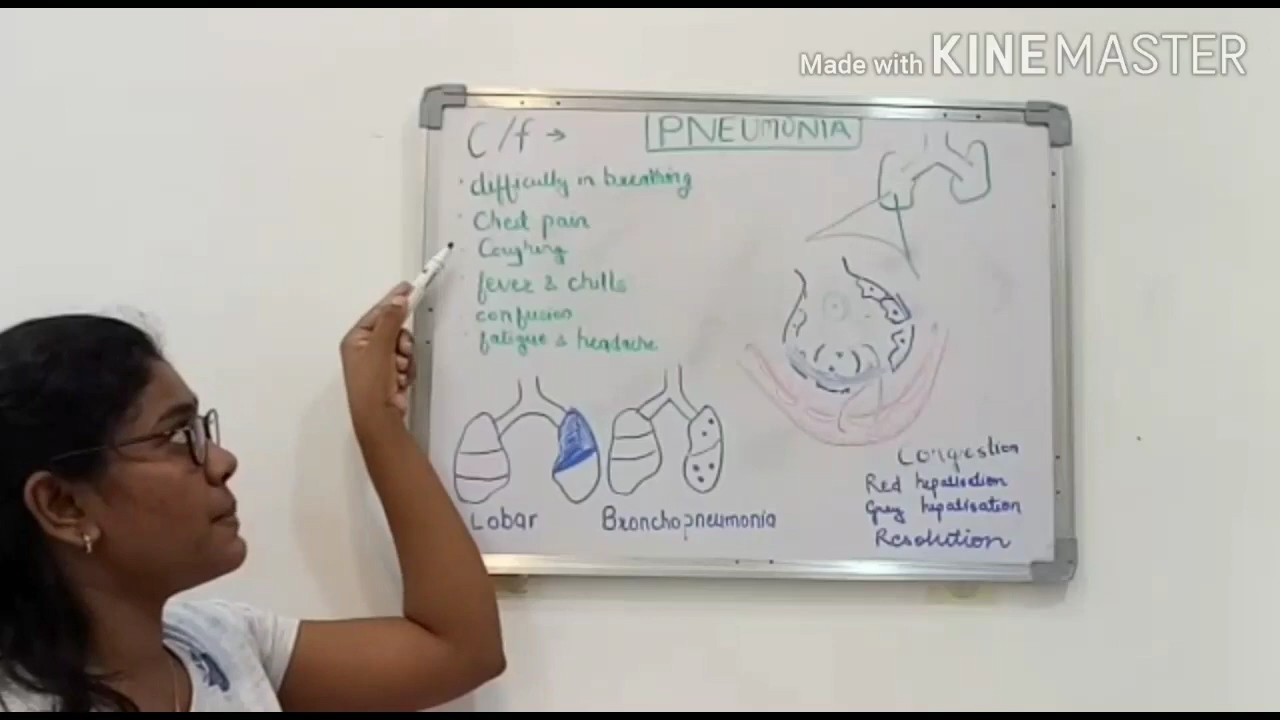 Made with KINEMASTER
C/f →
PNEUMONIA
· difficulty in breathing
· Chest pain
· Coughing
· fever & chills
confusion
· fatigue & headache
Lobar
Bronchopneumonia
Congestion
Red hepatisation
Grey hepatisation
Resolution